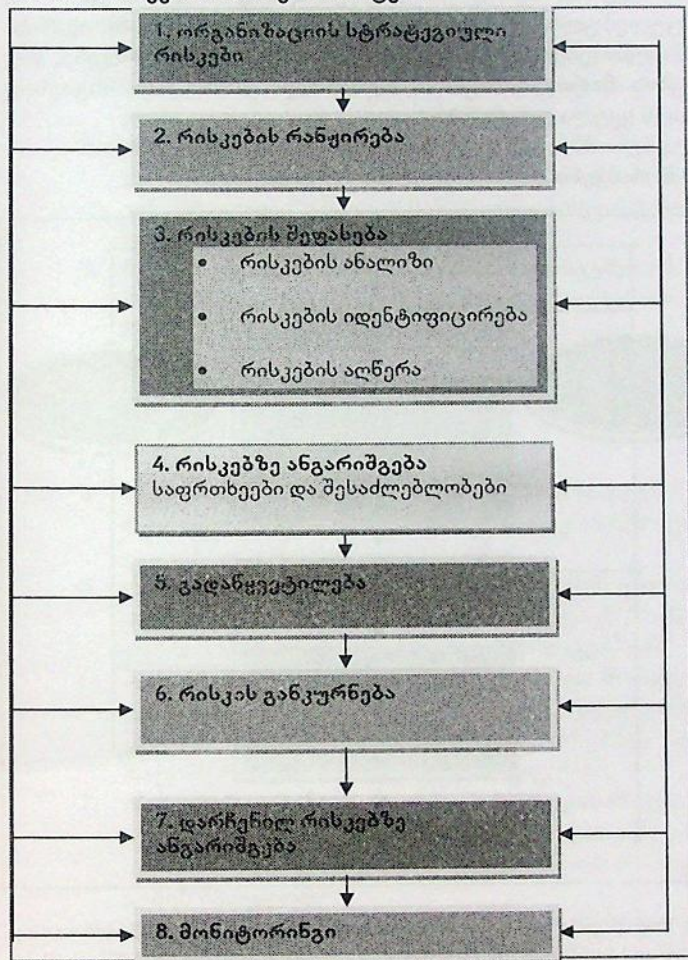 1. ორგანიზაციის სტრატეგიული
რისკები
2. რისკების რანჟირება
3. რისკების შეფასება
• რისკების ანალიზი
• რისკების იდენტიფიცირება
• რისკების აღწერა
4. რისკებზე ანგარიშგება
საფრთხეები და შესაძლებლობები
5. გადაწყვეტილება
6. რისკის განკურნება
7. დარჩენილ რისკებზე
ანგარიშგება
8. მონიტორინგი